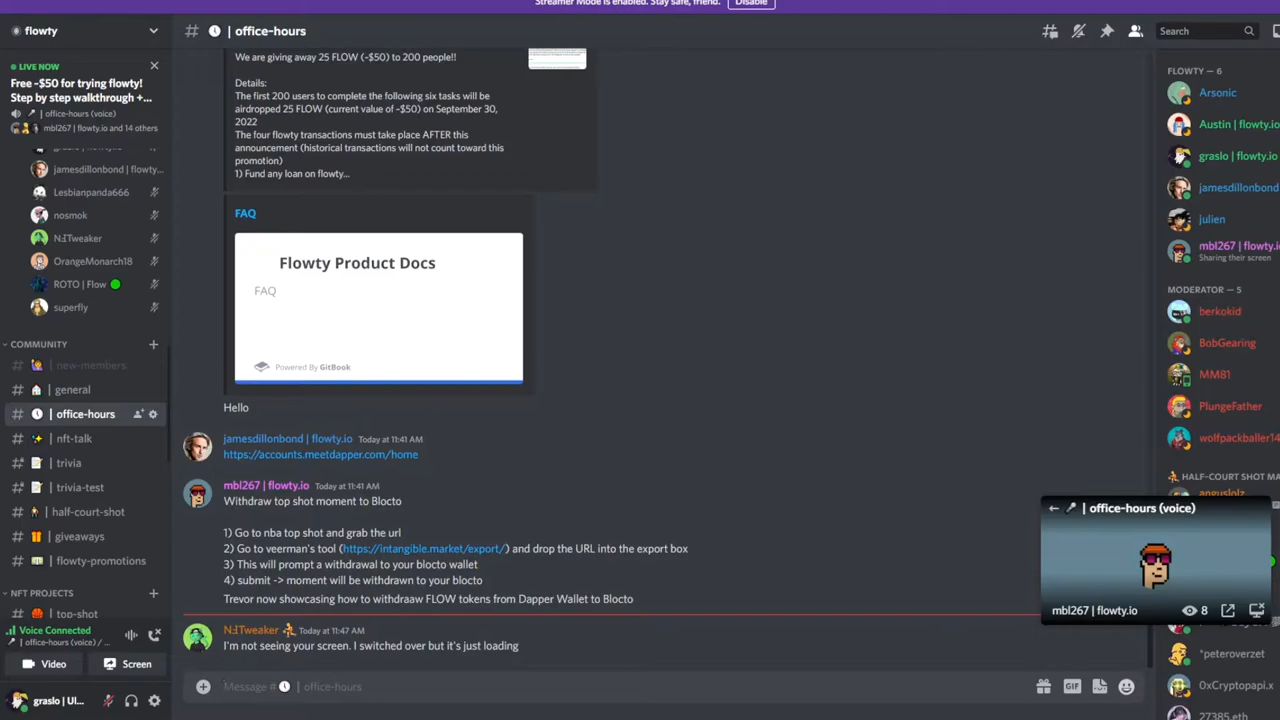 Streamer Mode is enabled. Stay safe, friend.
Disable
flowty
LIVE NOW
Free ~$50 for trying flowty!
Step by step walkthrough +...
| office-hours (voice)
mbl267 | flowty.io and 14 others
jamesdillonbond | flowty...
Lesbianpanda666
nosmok
N:ITweaker
OrangeMonarch18
ROTO | Flow
superfly
COMMUNITY
new-members
| general
| office-hours
| nft-talk
| trivia
| trivia-test
| half-court-shot
| giveaways
| flowty-promotions
NFT PROJECTS
| top-shot
Voice Connected
| office-hours (voice) / ...
Video
Screen
graslo | Ul...
# | office-hours
Search
We are giving away 25 FLOW (~$50) to 200 people!!
Details:
The first 200 users to complete the following six tasks will be
airdropped 25 FLOW (current value of ~$50) on September 30,
2022
The four flowty transactions must take place AFTER this
announcement (historical transactions will not count toward this
promotion)
1) Fund any loan on flowty...
FAQ
Flowty Product Docs
FAQ
Powered By GitBook
Hello
jamesdillonbond | flowty.io Today at 11:41 AM
https://accounts.meetdapper.com/home
mbl267 | flowty.io Today at 11:41 AM
Withdraw top shot moment to Blocto
1) Go to nba top shot and grab the url
2) Go to veerman's tool (https://intangible.market/export/) and drop the URL into the export box
3) This will prompt a withdrawal to your blocto wallet
4) submit -> moment will be withdrawn to your blocto
Trevor now showcasing how to withdraaw FLOW tokens from Dapper Wallet to Blocto
N:ITweaker Today at 11:47 AM
I'm not seeing your screen. I switched over but it's just loading
Message # | office-hours
GIF
FLOWTY — 6
Arsonic
Austin | flowty.io
graslo | flowty.io
jamesdillonbond
julien
mbl267 | flowty.io
Sharing their screen
MODERATOR — 5
berkokid
BobGearing
MM81
PlungeFather
wolfpackballer14
HALF-COURT SHOT MA
anguslolz
| office-hours (voice)
mbl267 | flowty.io
8
*peteroverzet
0xCryptopapi.x
27385.eth